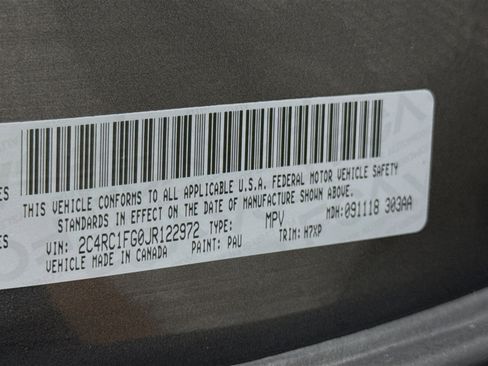 THIS VEHICLE CONFORMS TO ALL APPLICABLE U.S.A. FEDERAL MOTOR VEHICLE SAFETY
STANDARDS IN EFFECT ON THE DATE OF MANUFACTURE SHOWN ABOVE.
VIN: 2C4RC1FG0JR122972 TYPE: MPV MDH: 091118 303AA
VEHICLE MADE IN CANADA PAINT: PAU TRIM: H7XP